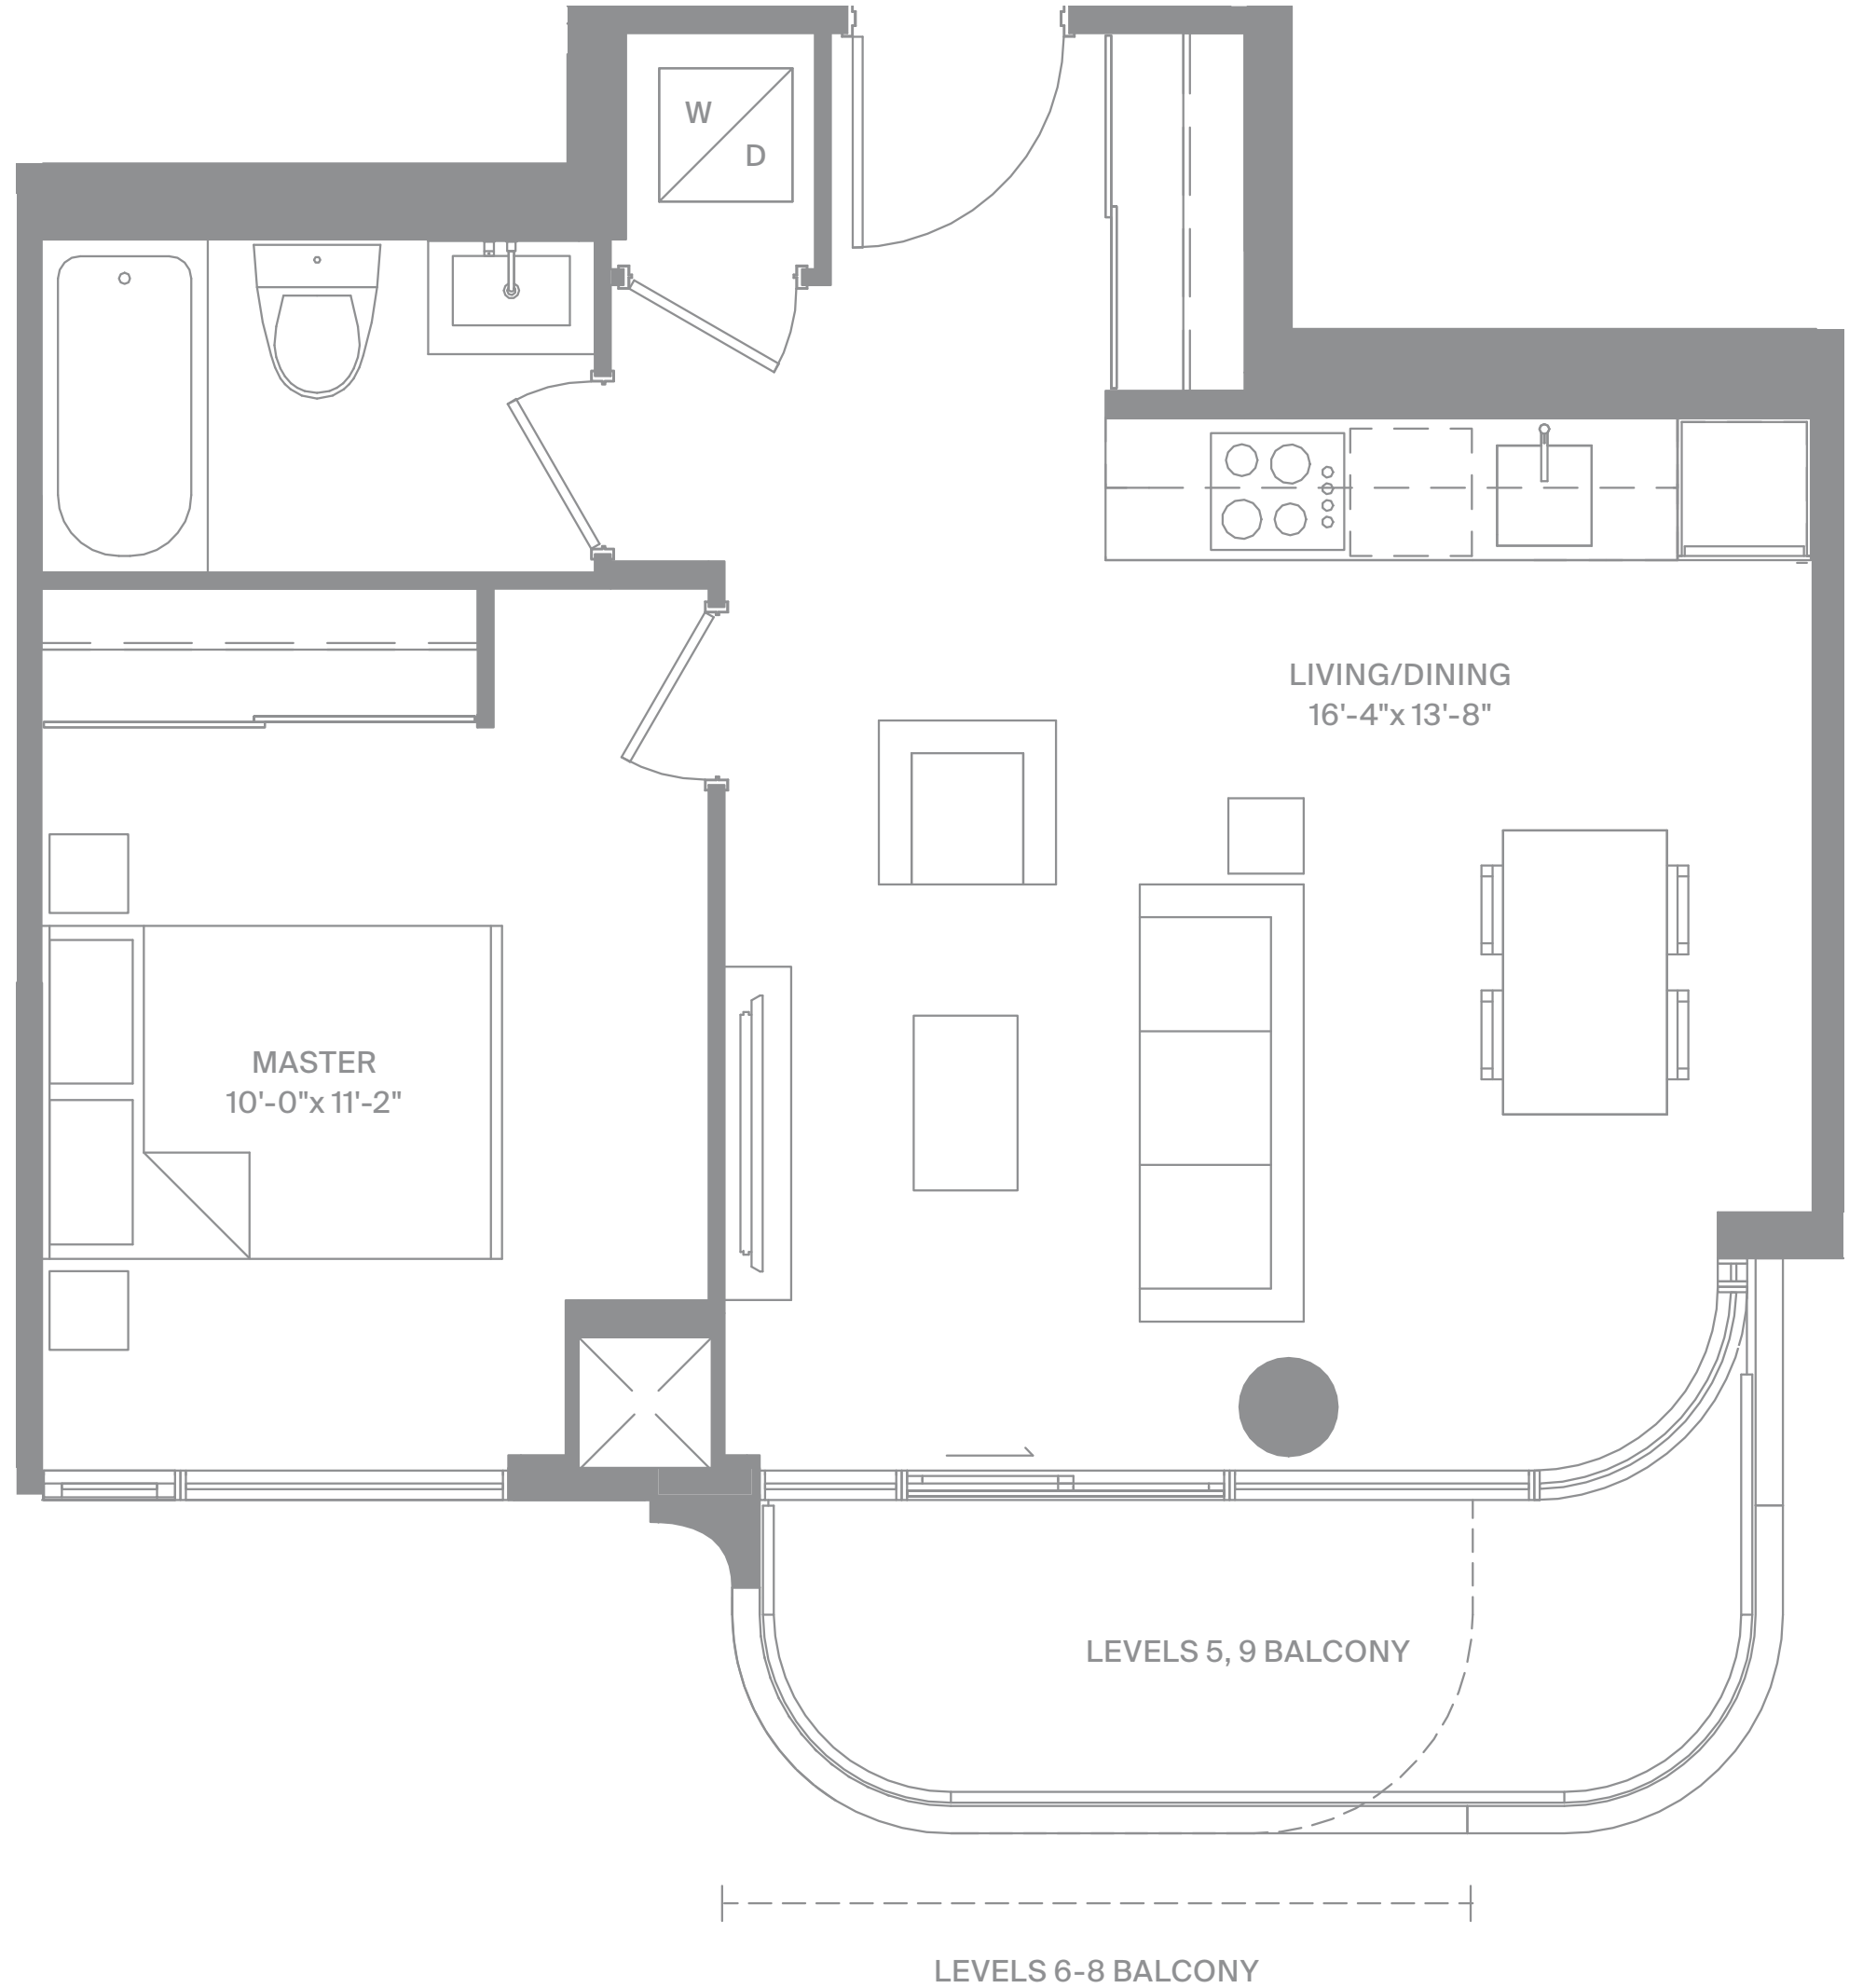 W
D
LIVING/DINING
16'-4"x 13'-8"
MASTER
10'-0"x 11'-2"
LEVELS 5, 9 BALCONY
LEVELS 6-8 BALCONY